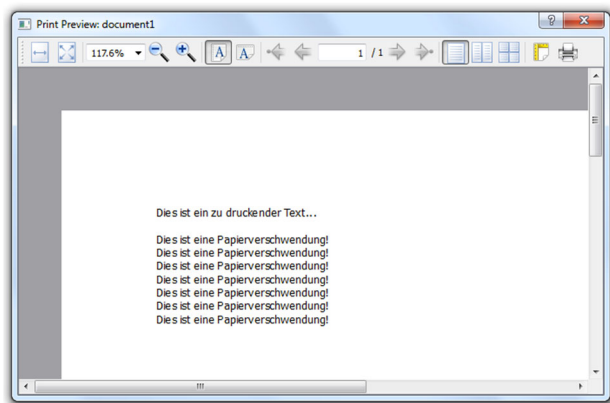 Print Preview: document1
117.6% A A 1 / 1
Dies ist ein zu druckender Text...
Dies ist eine Papierverschwendung!
Dies ist eine Papierverschwendung!
Dies ist eine Papierverschwendung!
Dies ist eine Papierverschwendung!
Dies ist eine Papierverschwendung!
Dies ist eine Papierverschwendung!
Dies ist eine Papierverschwendung!